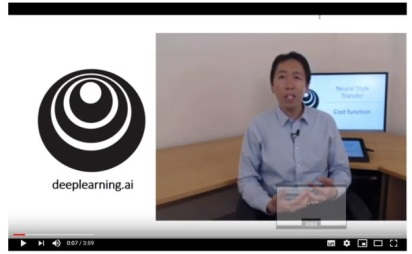 Neural Style
Transfer
Cost function
deeplearning.ai
0:07 / 3:59